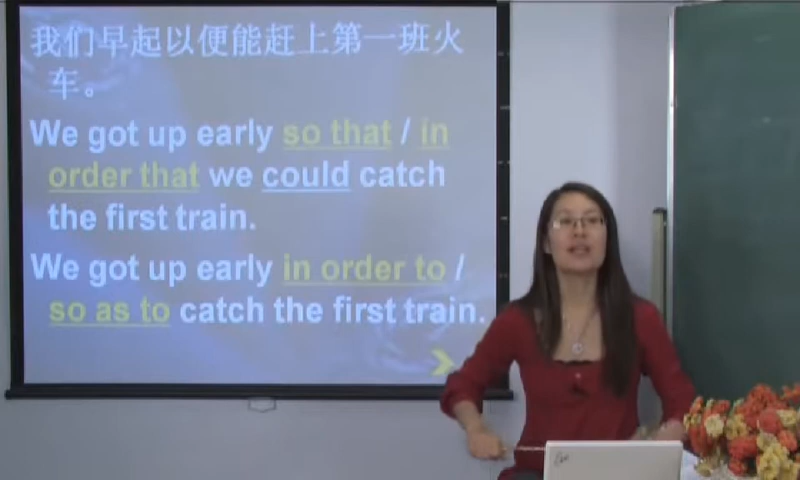 我们早起以便能赶上第一班火
车。
We got up early so that / in
order that we could catch
the first train.
We got up early in order to /
so as to catch the first train.